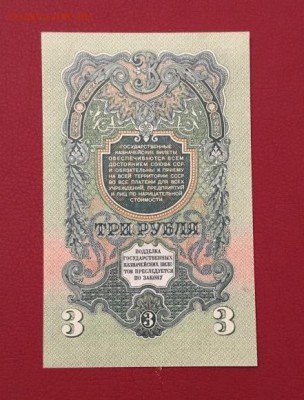 3
ГОСУДАРСТВЕННЫЕ
КАЗНАЧЕЙСКИЕ БИЛЕТЫ
ОБЕСПЕЧИВАЮТСЯ ВСЕМ
ДОСТОЯНИЕМ СОЮЗА ССР
И ОБЯЗАТЕЛЬНЫ К ПРИЕМУ
НА ВСЕЙ ТЕРРИТОРИИ СССР
ВО ВСЕ ПЛАТЕЖИ ДЛЯ ВСЕХ
УЧРЕЖДЕНИЙ, ПРЕДПРИЯТИЙ
И ЛИЦ ПО НАРИЦАТЕЛЬНОЙ
СТОИМОСТИ.
ТРИ РУБЛЯ
ПОДДЕЛКА
ГОСУДАРСТВЕННЫХ
КАЗНАЧЕЙСКИХ БИЛЕ
ТОВ ПРЕСЛЕДУЕТСЯ
ПО ЗАКОНУ
3 3 3